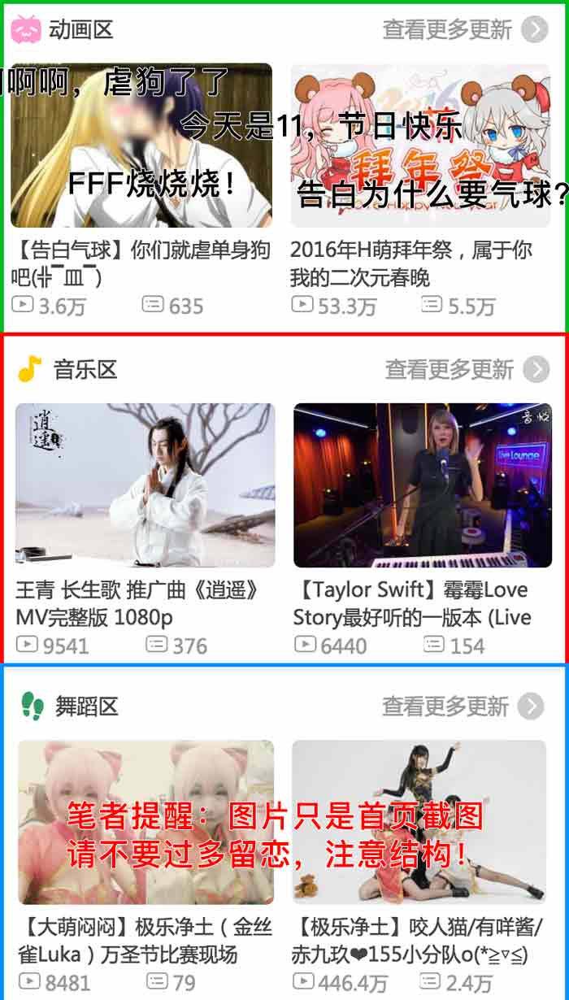 动画区
查看更多更新
啊啊，虐狗了了
今天是11，节日快乐
FFF烧烧烧！
2016
拜年祭
告白为什么要气球？
【告白气球】你们就虐单身狗
吧(╬▔皿▔)
3.6万
635
2016年H萌拜年祭，属于你
我的二次元春晚
53.3万
5.5万
音乐区
查看更多更新
逍遥
音悦
Live Lounge
王青 长生歌 推广曲《逍遥》
MV完整版 1080p
9541
376
【Taylor Swift】霉霉Love
Story最好听的一版本 (Live
6440
154
舞蹈区
查看更多更新
笔者提醒：图片只是首页截图
请不要过多留恋，注意结构！
【大萌闷闷】极乐净土（金丝
雀Luka）万圣节比赛现场
8481
79
【极乐净土】咬人猫/有咩酱/
赤九玖❤155小分队o(*≧▿≦)
446.4万
2.4万